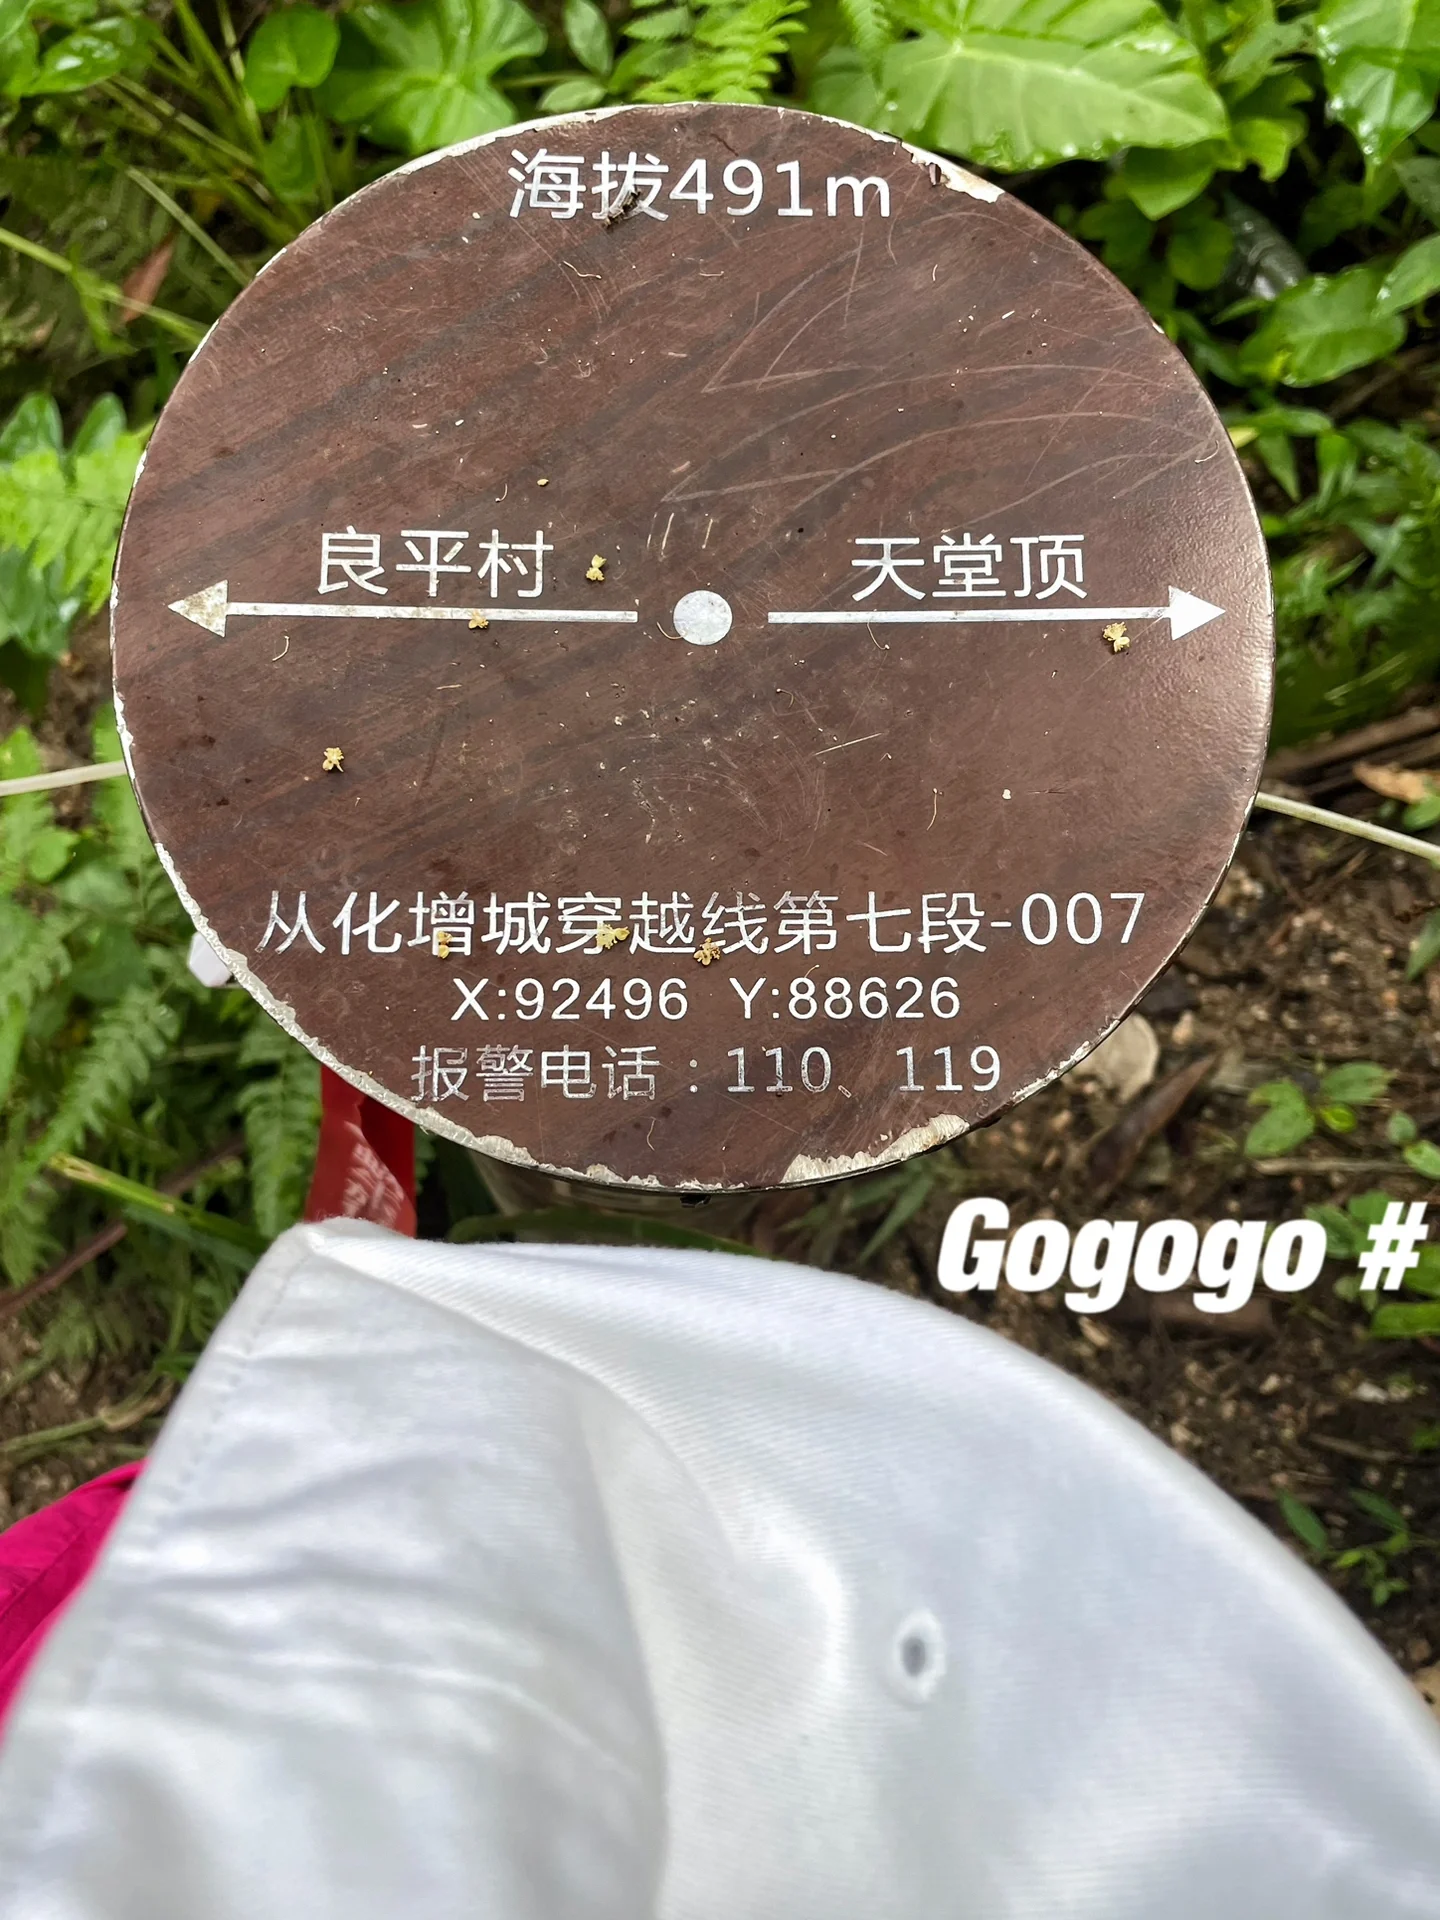 海拔491m
良平村 天堂顶
从化增城穿越线第七段-007
X:92496 Y:88626
报警电话：110、119
Gogogo #